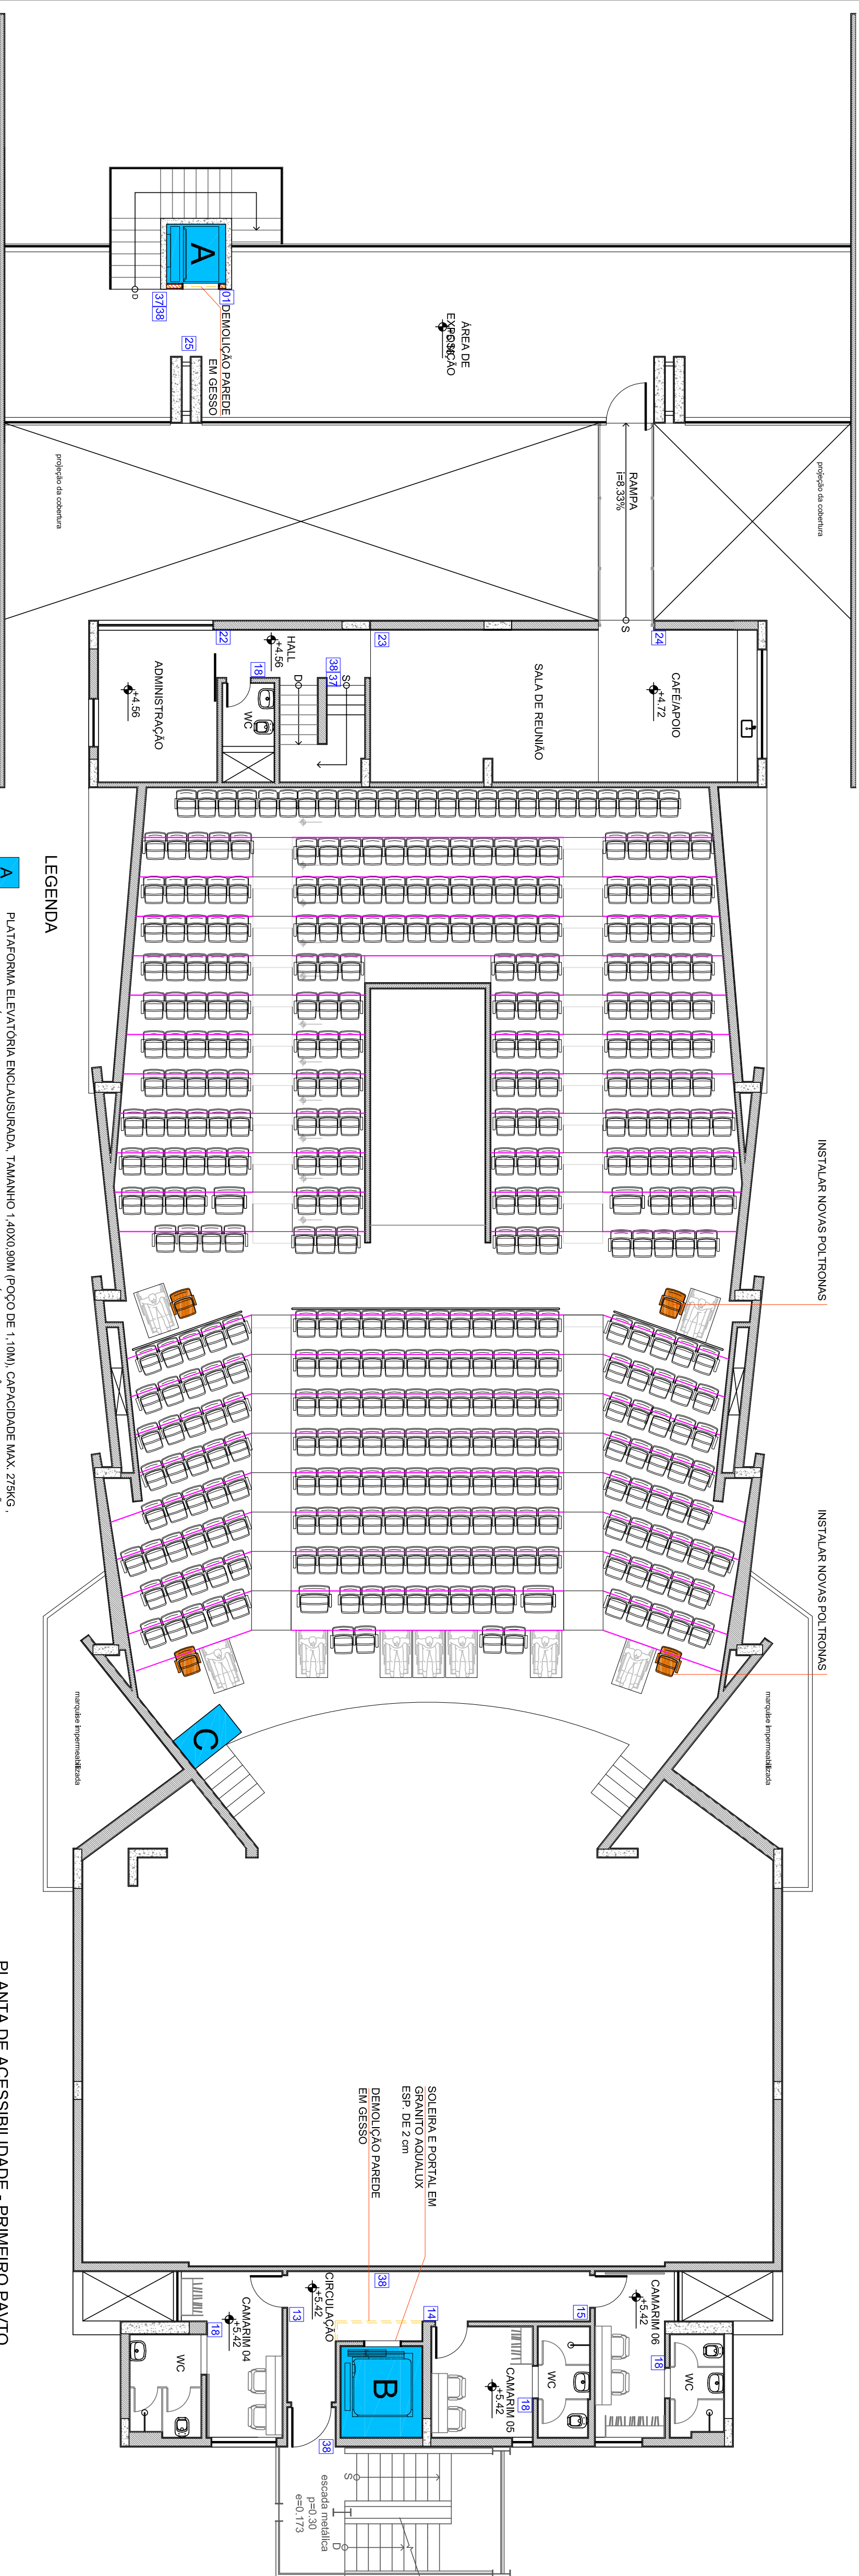 A
01
DEMOLIÇÃO PAREDE
EM GESSO
D
37 38
25
ÁREA DE
EXPOSIÇÃO
RAMPA
i=8.33%
S
projeção da cobertura
projeção da cobertura
22
HALL
+4.56
23
24
18
38 37
D
S
WC
ADMINISTRAÇÃO
+4.56
SALA DE REUNIÃO
CAFÉ/APOIO
+4.72
LEGENDA
A
PLATAFORMA ELEVATÓRIA ENCLAUSURADA, TAMANHO 1,40X0,90M (POÇO DE 1,10M), CAPACIDADE MAX. 275KG ,
INSTALAR NOVAS POLTRONAS
INSTALAR NOVAS POLTRONAS
C
marquise impermeabilizada
marquise impermeabilizada
SOLEIRA E PORTAL EM
GRANITO AQUALUX
ESP. DE 2 cm
DEMOLIÇÃO PAREDE
EM GESSO
38
CIRCULAÇÃO
+5.42
13
14
15
CAMARIM 04
+5.42
18
WC
B
CAMARIM 05
+5.42
18
WC
CAMARIM 06
+5.42
18
WC
38
S
D
escada metálica
p=0.30
e=0.173
PLANTA DE ACESSIBILIDADE - PRIMEIRO PAVTO